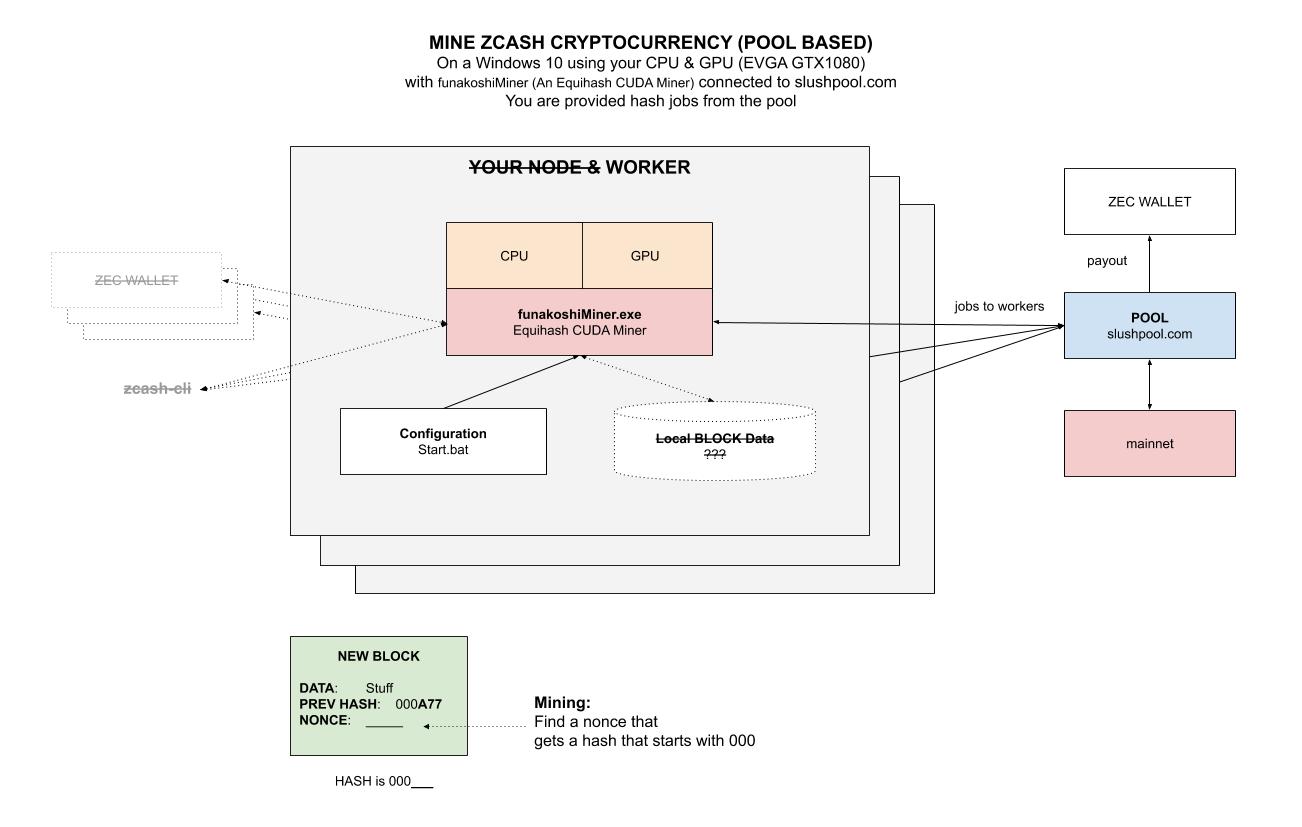 MINE ZCASH CRYPTOCURRENCY (POOL BASED)
On a Windows 10 using your CPU & GPU (EVGA GTX1080)
with funakoshiMiner (An Equihash CUDA Miner) connected to slushpool.com
You are provided hash jobs from the pool
YOUR NODE & WORKER
CPU
GPU
funakoshiMiner.exe
Equihash CUDA Miner
Configuration
Start.bat
Local BLOCK Data
???
ZEC WALLET
zcash-cli
jobs to workers
ZEC WALLET
payout
POOL
slushpool.com
mainnet
NEW BLOCK
DATA: Stuff
PREV HASH: 000A77
NONCE: _____
HASH is 000___
Mining:
Find a nonce that
gets a hash that starts with 000